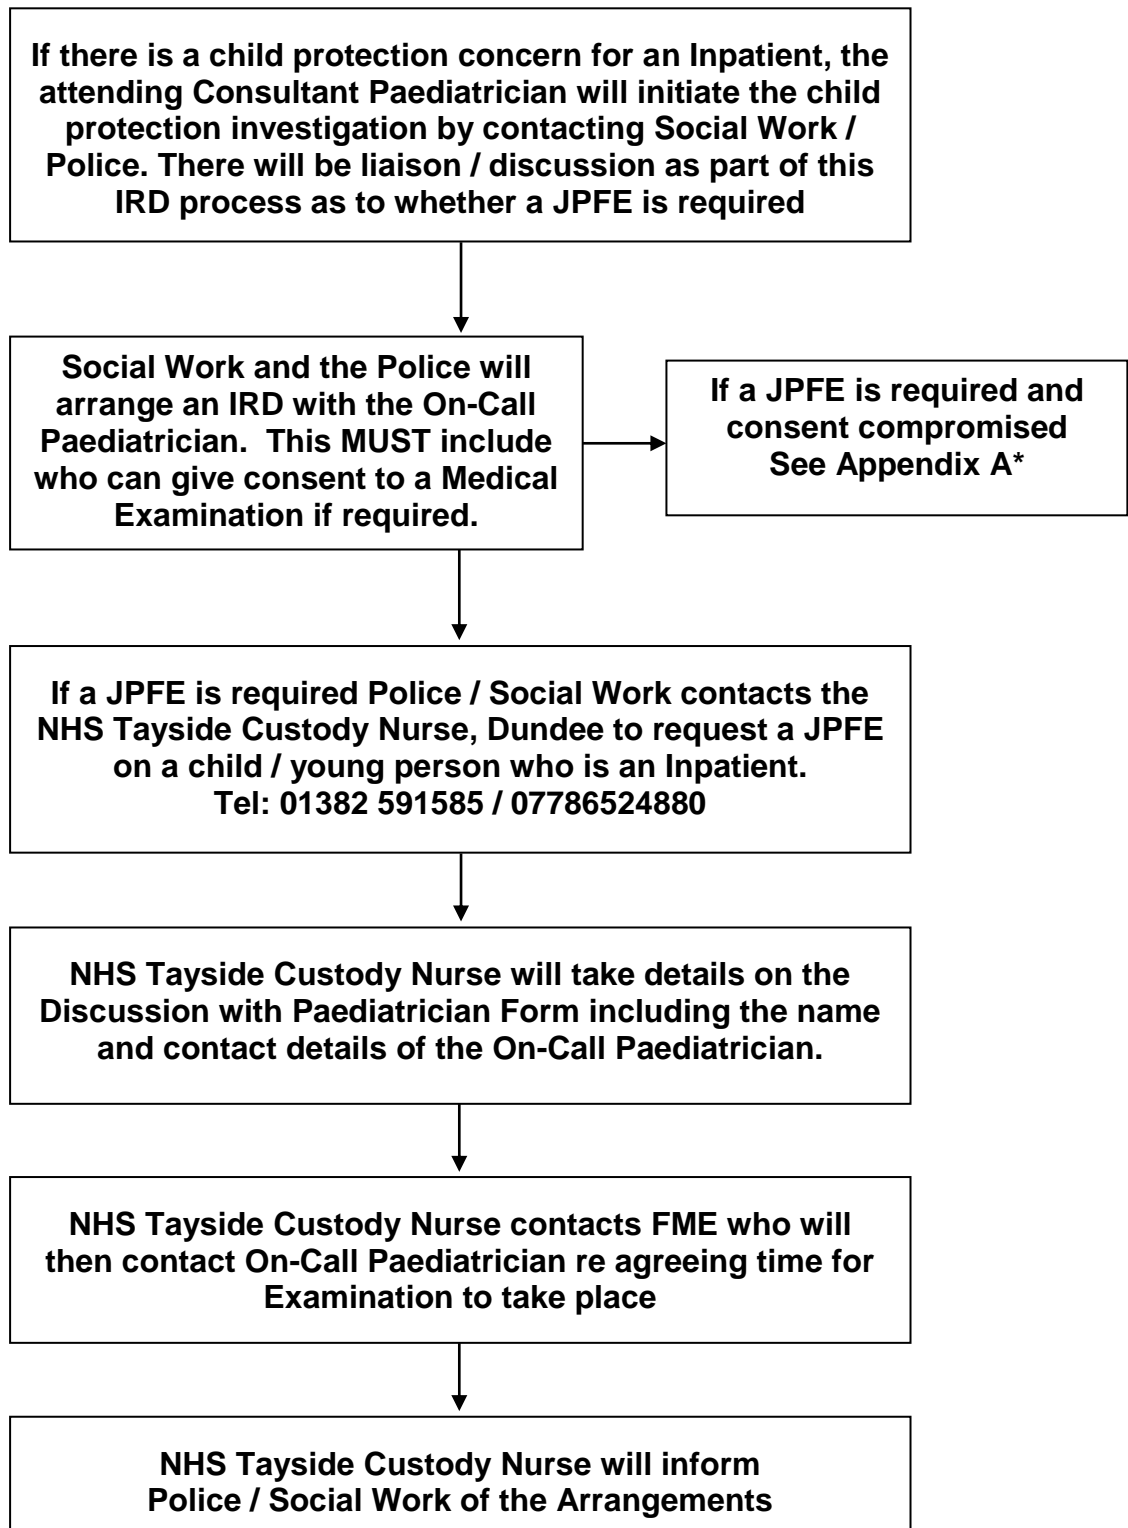 If there is a child protection concern for an Inpatient, the
attending Consultant Paediatrician will initiate the child
protection investigation by contacting Social Work /
Police. There will be liaison / discussion as part of this
IRD process as to whether a JPFE is required
Social Work and the Police will
arrange an IRD with the On-Call
Paediatrician. This MUST include
who can give consent to a Medical
Examination if required.
If a JPFE is required and
consent compromised
See Appendix A*
If a JPFE is required Police / Social Work contacts the
NHS Tayside Custody Nurse, Dundee to request a JPFE
on a child / young person who is an Inpatient.
Tel: 01382 591585 / 07786524880
NHS Tayside Custody Nurse will take details on the
Discussion with Paediatrician Form including the name
and contact details of the On-Call Paediatrician.
NHS Tayside Custody Nurse contacts FME who will
then contact On-Call Paediatrician re agreeing time for
Examination to take place
NHS Tayside Custody Nurse will inform
Police / Social Work of the Arrangements